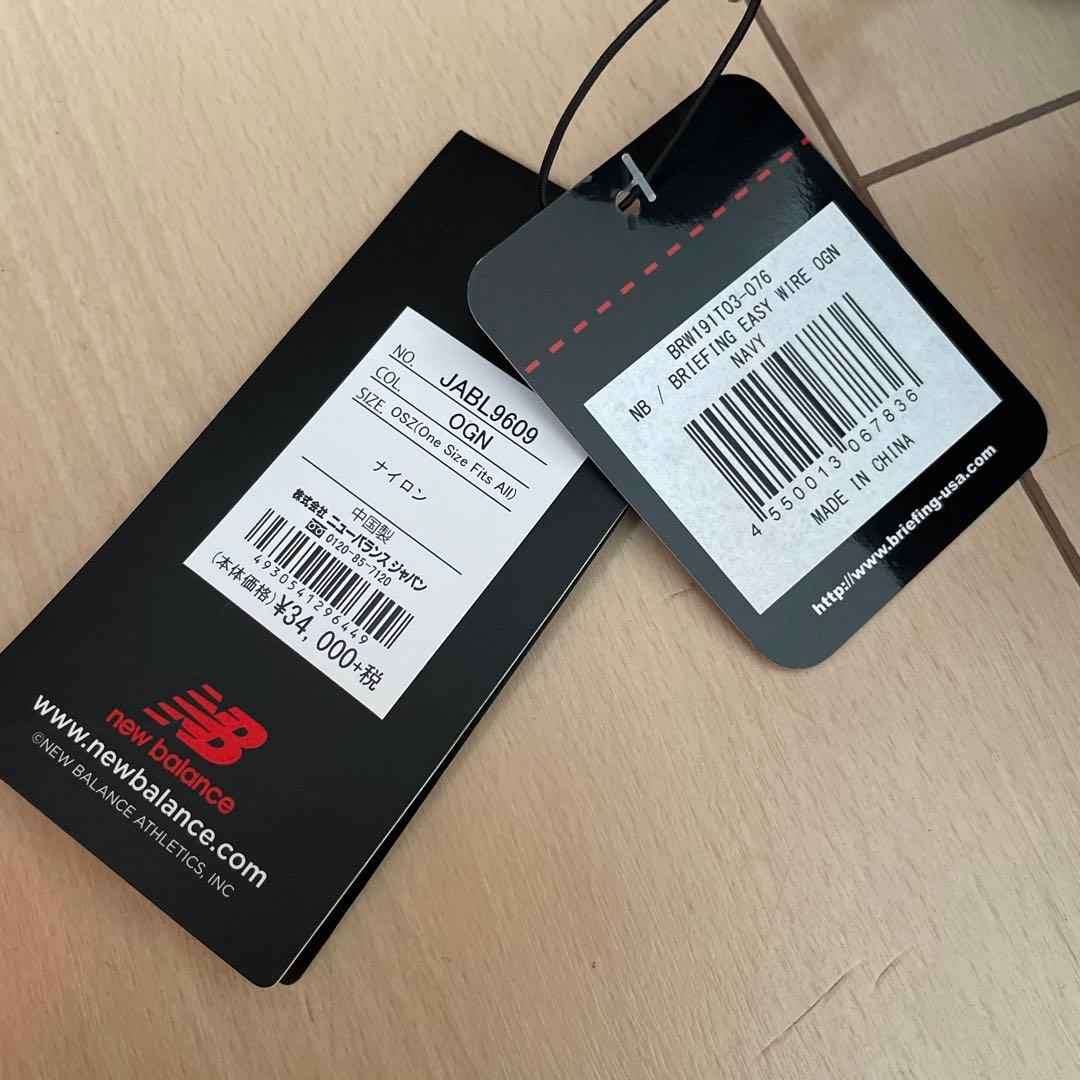 NO. JABL9609
COL. OGN
SIZE. OSZ(One Size Fits All)
ナイロン
中国製
株式会社 ニューバランス ジャパン
0120-85-7120
4930541296449
(本体価格) ¥34,000+税
NB
new balance
www.newbalance.com
©NEW BALANCE ATHLETICS, INC
BRW191T03-076
NB / BRIEFING EASY WIRE OGN
NAVY
4 550013 067836
MADE IN CHINA
http://www.briefing-usa.com